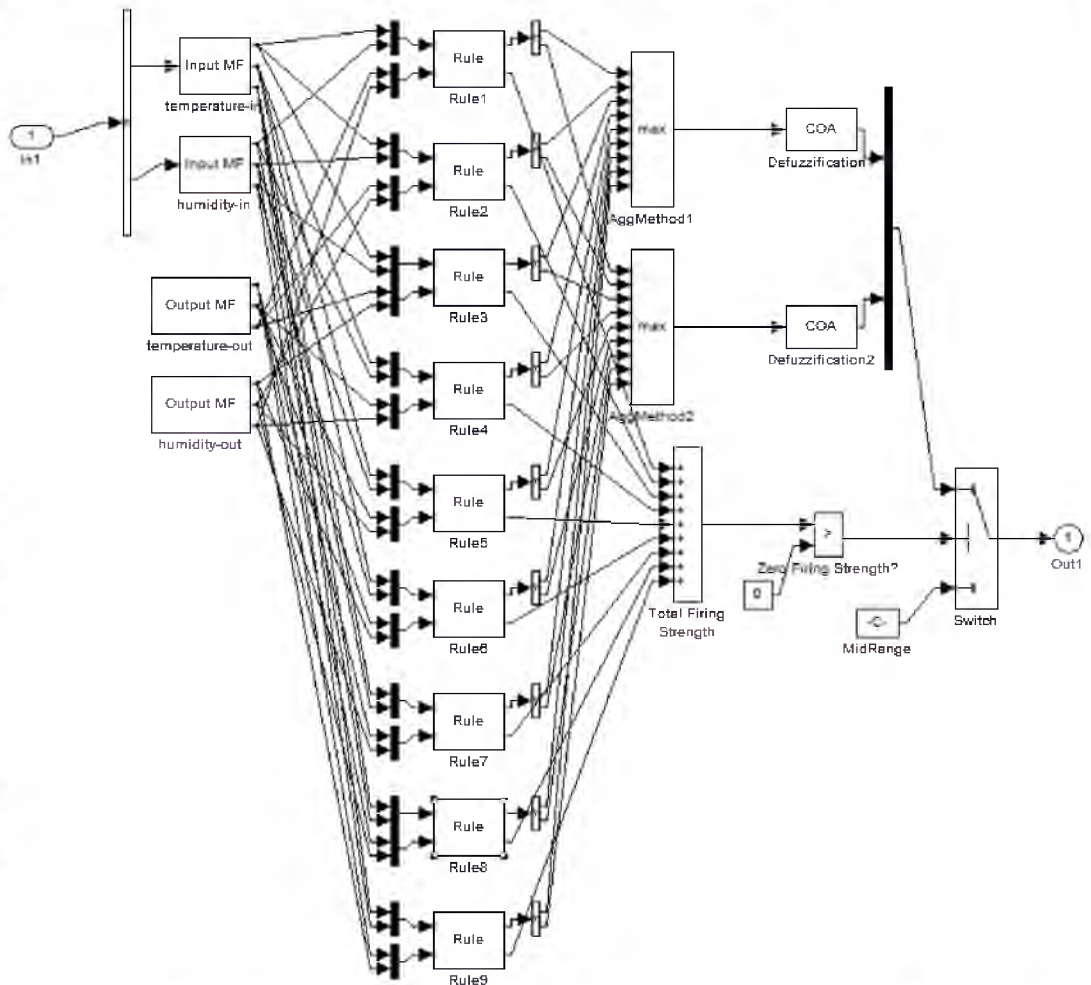 1
In1
Input MF
temperature-in
Input MF
humidity-in
Output MF
temperature-out
Output MF
humidity-out
Rule
Rule1
Rule
Rule2
Rule
Rule3
Rule
Rule4
Rule
Rule5
Rule
Rule6
Rule
Rule7
Rule
Rule8
Rule
Rule9
max
AggMethod1
max
AggMethod2
Total Firing
Strength
COA
Defuzzification
COA
Defuzzification2
>
Zero Firing Strength?
0
-C-
MidRange
Switch
1
Out1